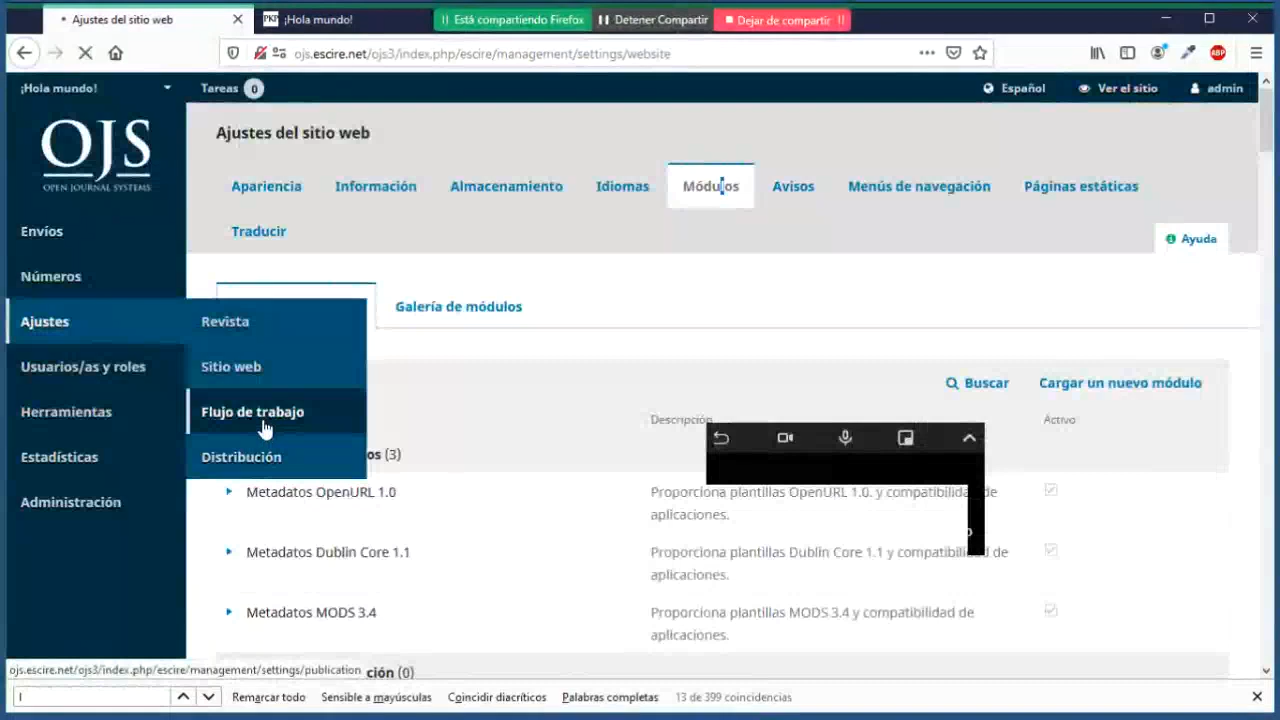 Ajustes del sitio web
¡Hola mundo!
Está compartiendo Firefox
Detener Compartir
Dejar de compartir
ojs.escire.net/ojs3/index.php/escire/management/settings/website
ABP
¡Hola mundo!
Tareas 0
Español
Ver el sitio
admin
OJS
OPEN JOURNAL SYSTEMS
Ajustes del sitio web
Apariencia
Información
Almacenamiento
Idiomas
Módulos
Avisos
Menús de navegación
Páginas estáticas
Traducir
Ayuda
Envíos
Números
Ajustes
Usuarios/as y roles
Herramientas
Estadísticas
Administración
Revista
Sitio web
Flujo de trabajo
Distribución
Galería de módulos
Buscar
Cargar un nuevo módulo
Descripción
Activo
os (3)
Metadatos OpenURL 1.0
Proporciona plantillas OpenURL 1.0. y compatibilida de
aplicaciones.
Metadatos Dublin Core 1.1
Proporciona plantillas Dublin Core 1.1 y compatibilidad de
aplicaciones.
Metadatos MODS 3.4
Proporciona plantillas MODS 3.4 y compatibilidad de
aplicaciones.
ción (0)
ojs.escire.net/ojs3/index.php/escire/management/settings/publication
l
Remarcar todo
Sensible a mayúsculas
Coincidir diacríticos
Palabras completas
13 de 399 coincidencias